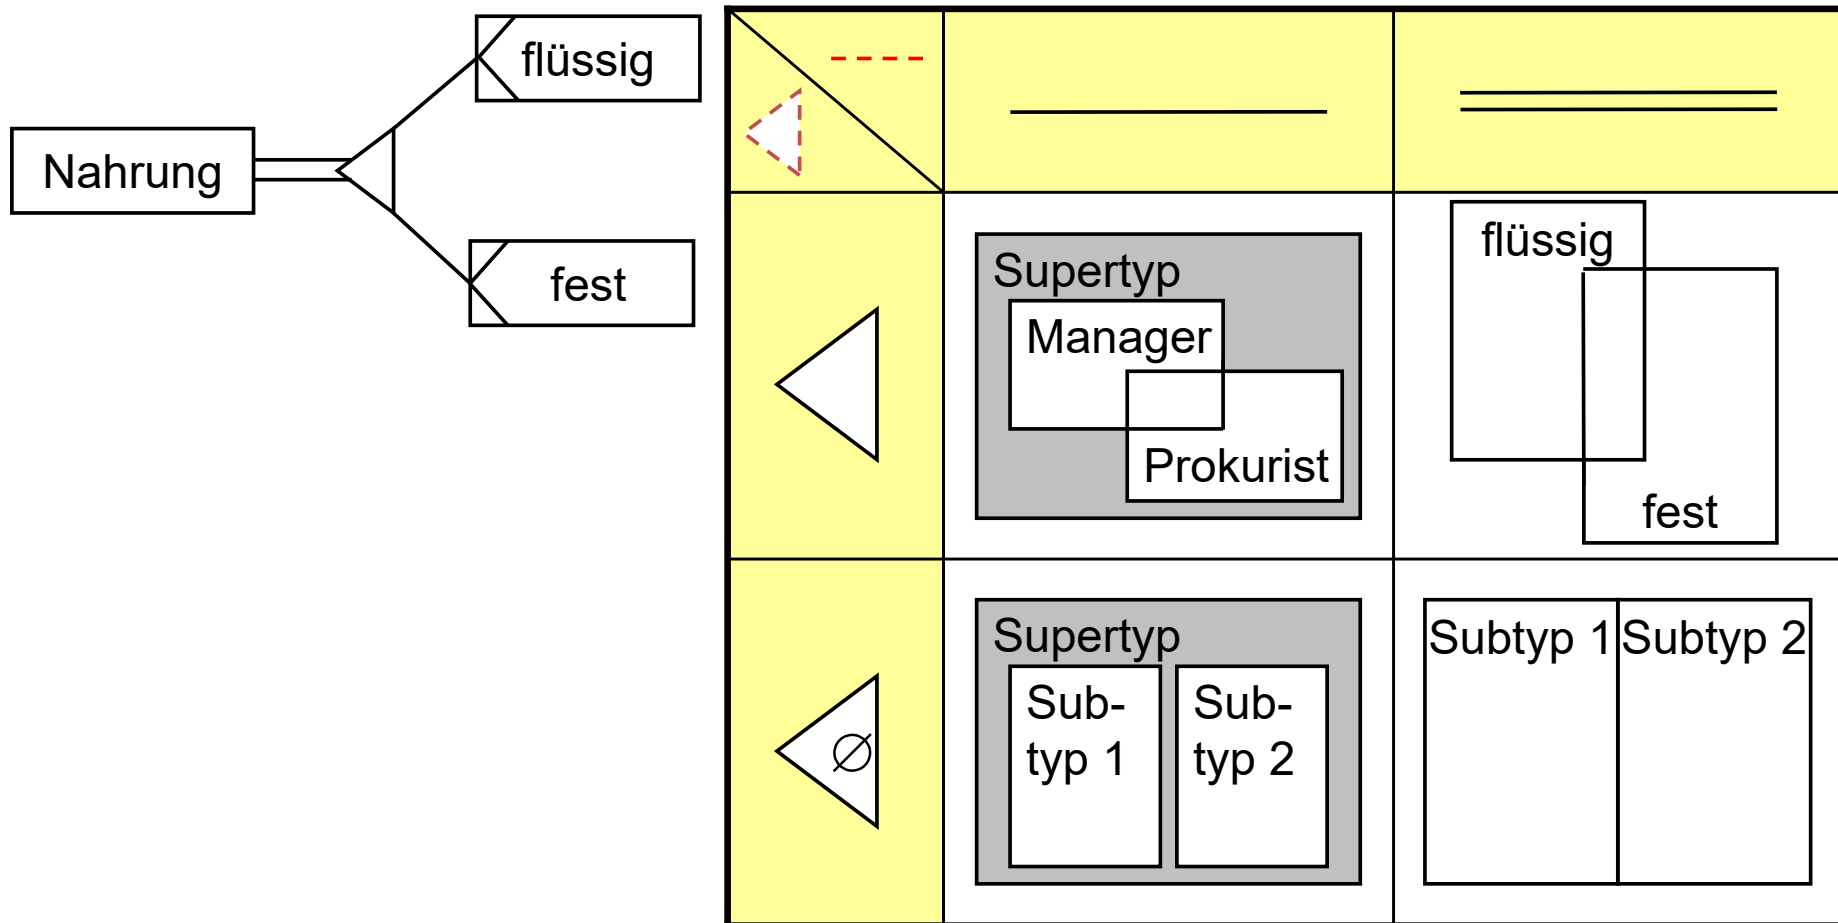 flüssig
Nahrung
fest
Supertyp
Manager
Prokurist
flüssig
fest
Supertyp
Sub-
typ 1
Sub-
typ 2
Subtyp 1
Subtyp 2
∅